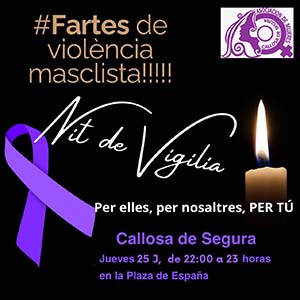 #Fartes de
violència
masclista!!!!!
Nit de Vigilia
Per elles, per nosaltres, PER TÚ
Callosa de Segura
Jueves 25 J, de 22:00 a 23 horas
en la Plaza de España